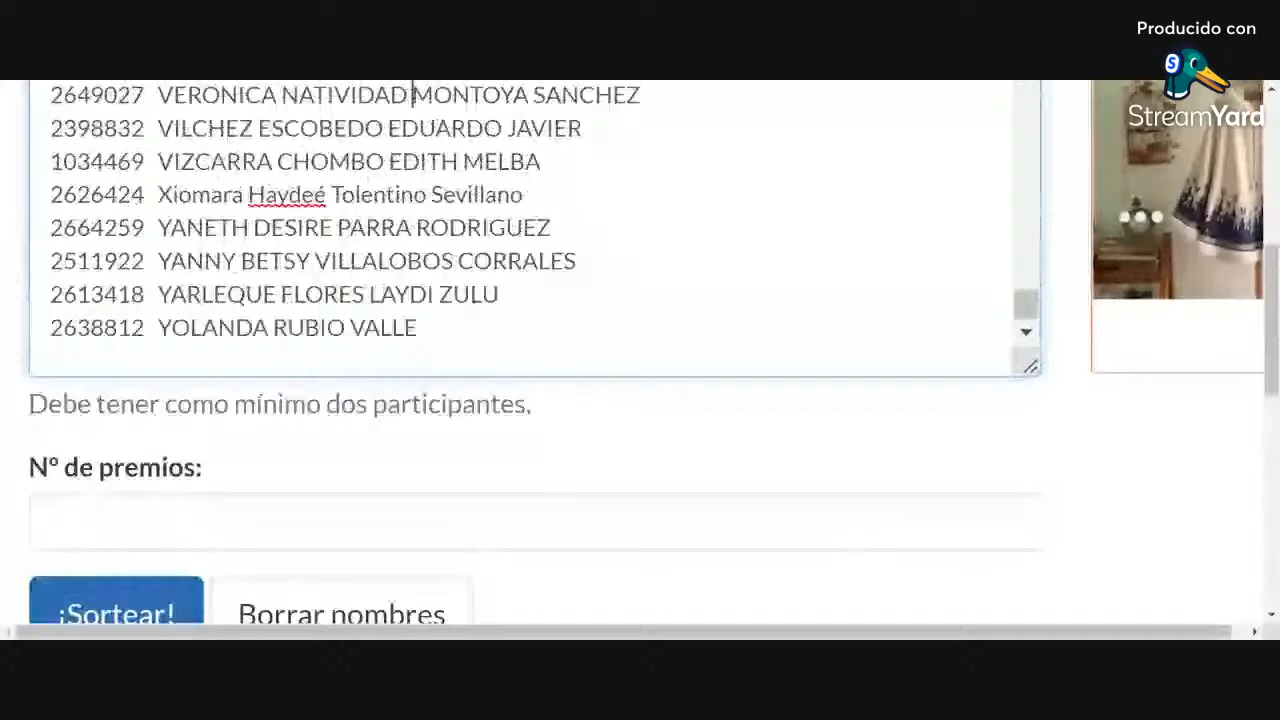 Producido con
StreamYard
2649027 VERONICA NATIVIDAD MONTOYA SANCHEZ
2398832 VILCHEZ ESCOBEDO EDUARDO JAVIER
1034469 VIZCARRA CHOMBO EDITH MELBA
2626424 Xiomara Haydeé Tolentino Sevillano
2664259 YANETH DESIRE PARRA RODRIGUEZ
2511922 YANNY BETSY VILLALOBOS CORRALES
2613418 YARLEQUE FLORES LAYDI ZULU
2638812 YOLANDA RUBIO VALLE
Debe tener como mínimo dos participantes.
Nº de premios:
¡Sortear!
Borrar nombres